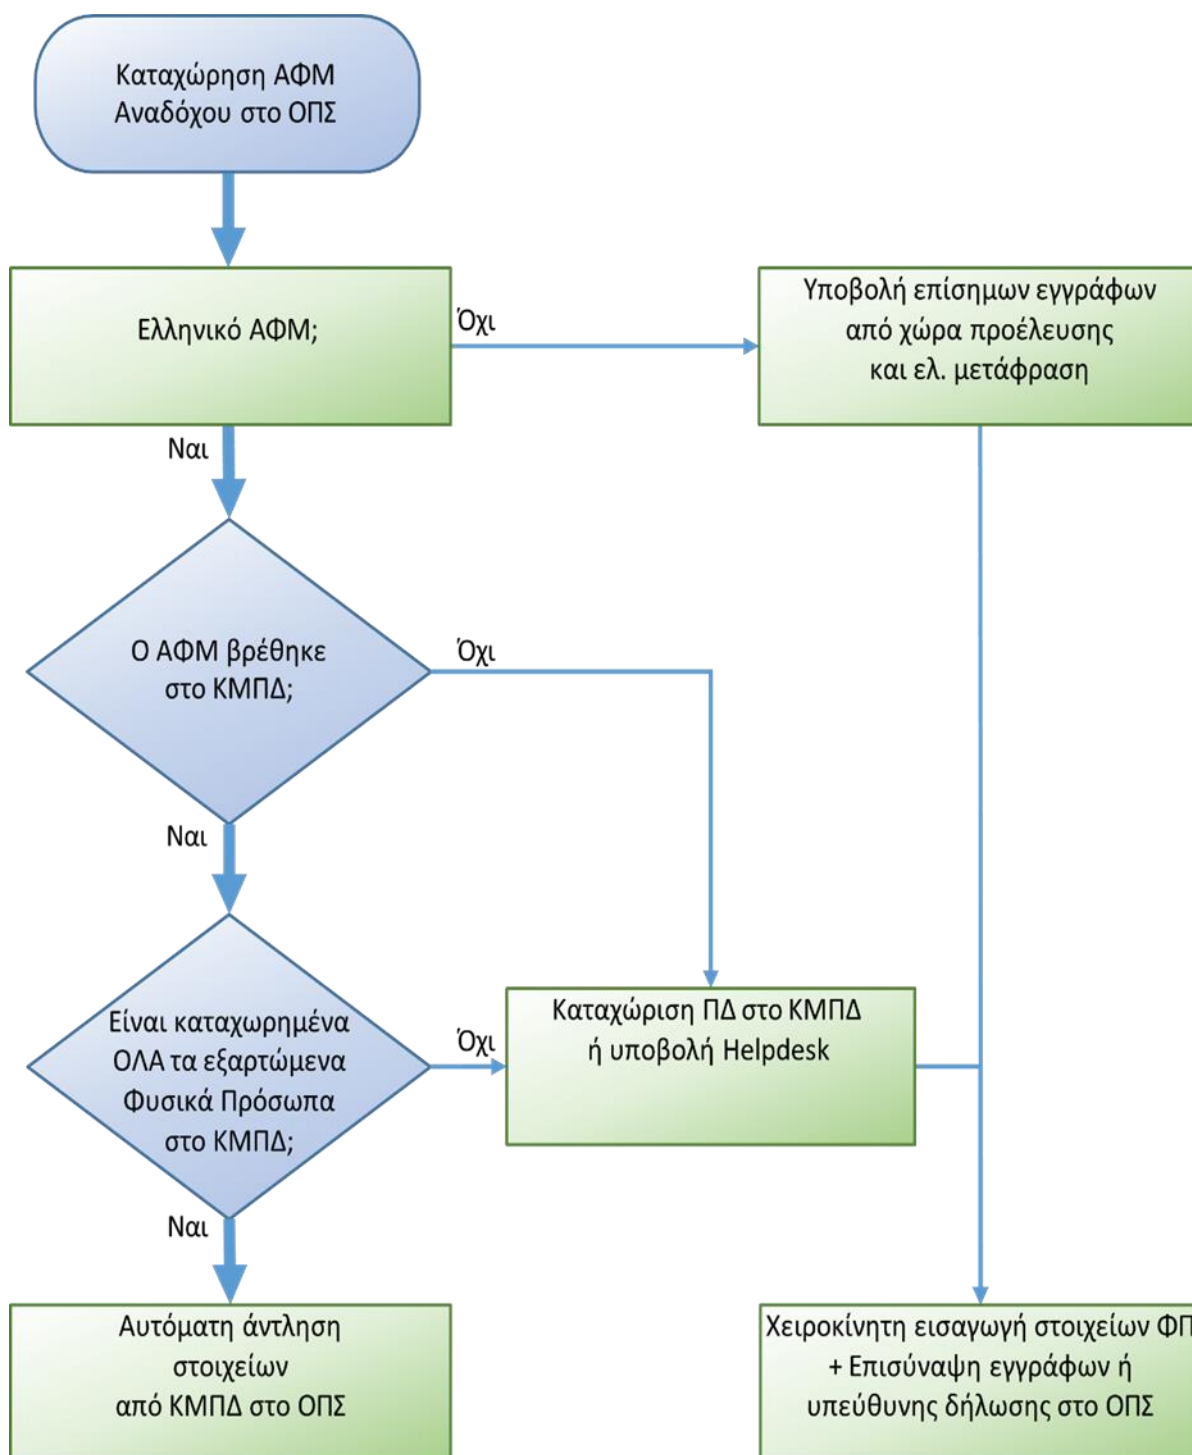 Καταχώρηση ΑΦΜ
Αναδόχου στο ΟΠΣ
Ελληνικό ΑΦΜ;
Όχι
Υποβολή επίσημων εγγράφων
από χώρα προέλευσης
και ελ. μετάφραση
Ναι
Ο ΑΦΜ βρέθηκε
στο ΚΜΠΔ;
Όχι
Ναι
Είναι καταχωρημένα
ΟΛΑ τα εξαρτώμενα
Φυσικά Πρόσωπα
στο ΚΜΠΔ;
Όχι
Καταχώριση ΠΔ στο ΚΜΠΔ
ή υποβολή Helpdesk
Ναι
Αυτόματη άντληση
στοιχείων
από ΚΜΠΔ στο ΟΠΣ
Χειροκίνητη εισαγωγή στοιχείων ΦΠ
+ Επισύναψη εγγράφων ή
υπεύθυνης δήλωσης στο ΟΠΣ